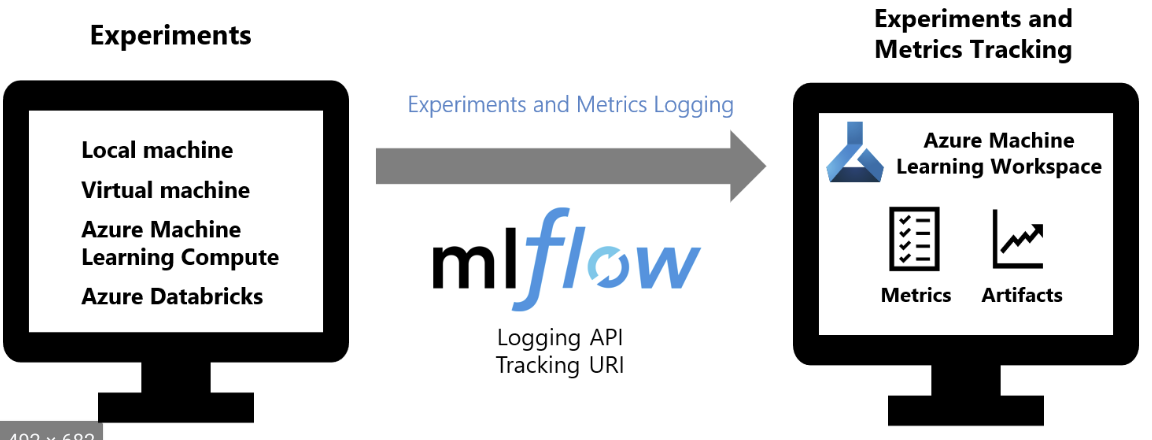 Experiments
Experiments and
Metrics Tracking
Experiments and Metrics Logging
Local machine
Virtual machine
Azure Machine
Learning Compute
Azure Databricks
mlflow
Logging API
Tracking URI
Azure Machine
Learning Workspace
Metrics
Artifacts